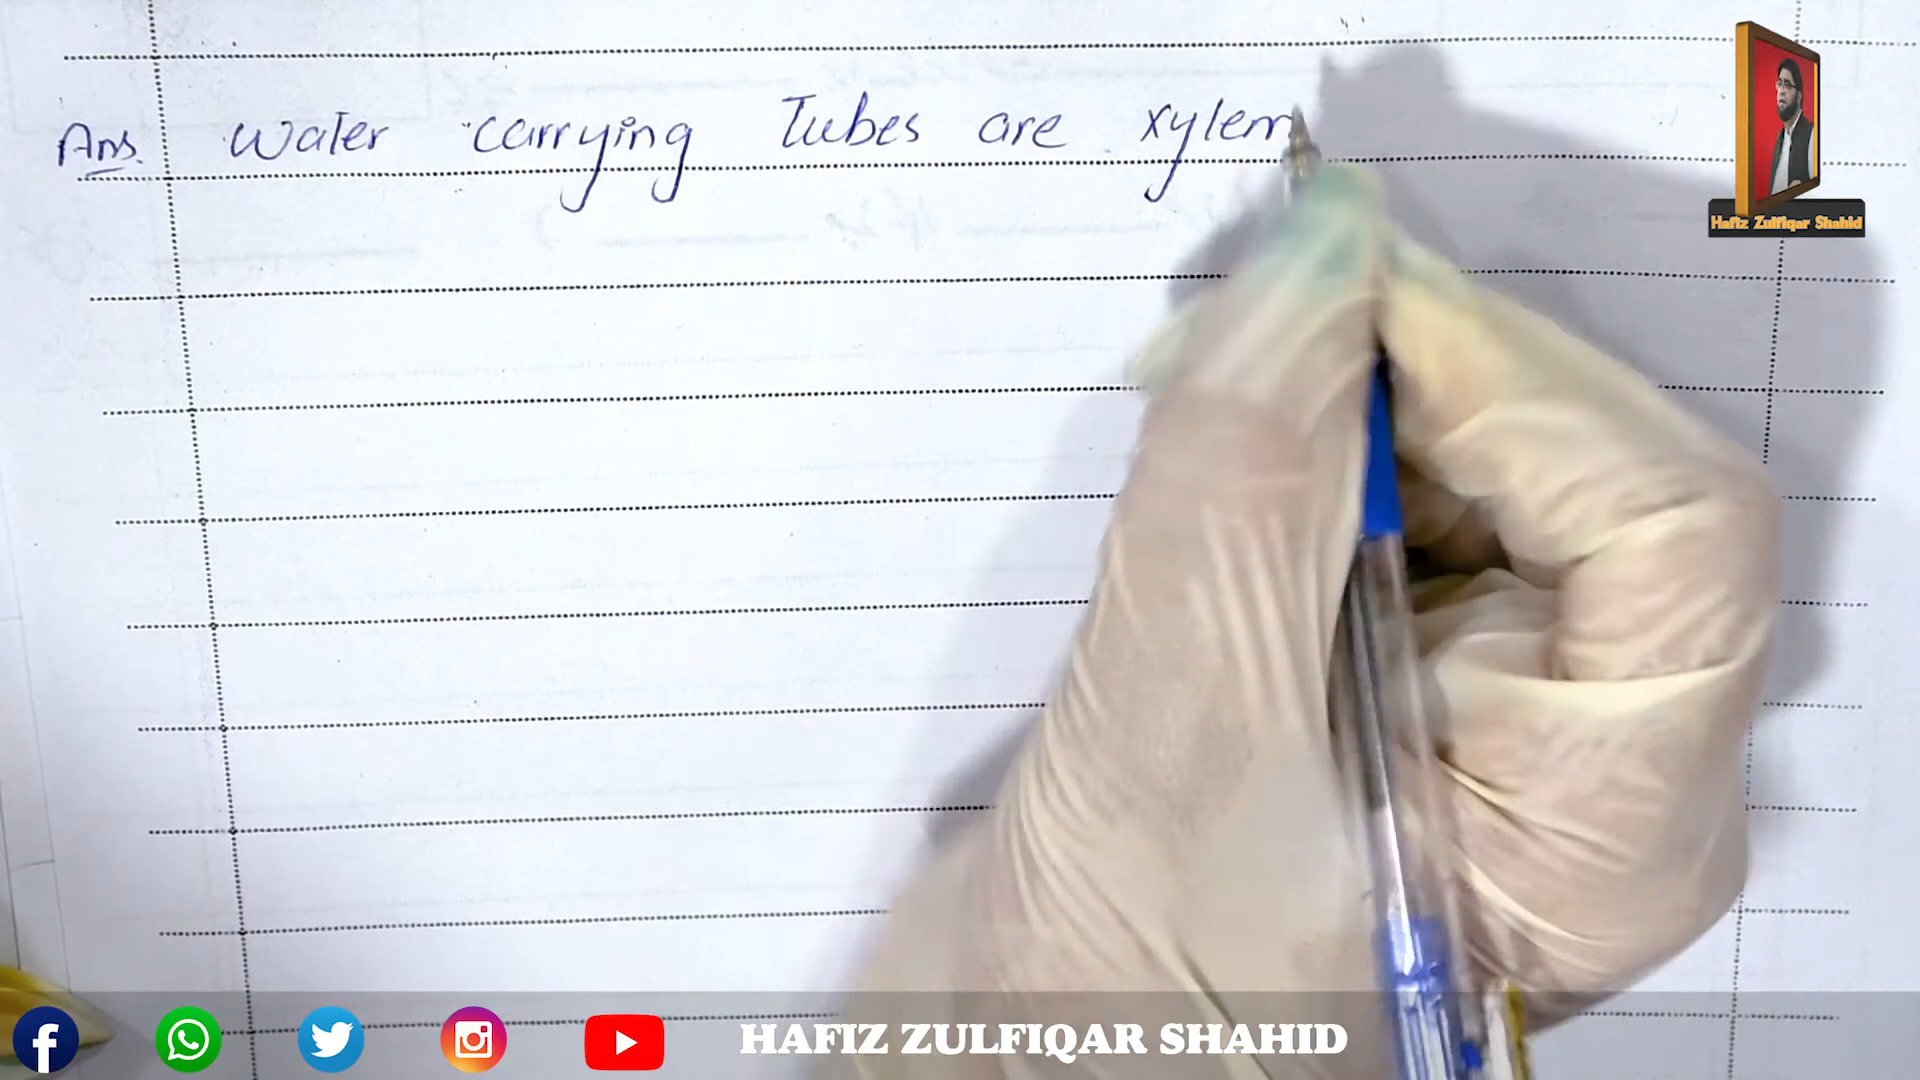 Ans. Water carrying Tubes are xylem
Hafiz Zulfiqar Shahid
HAFIZ ZULFIQAR SHAHID